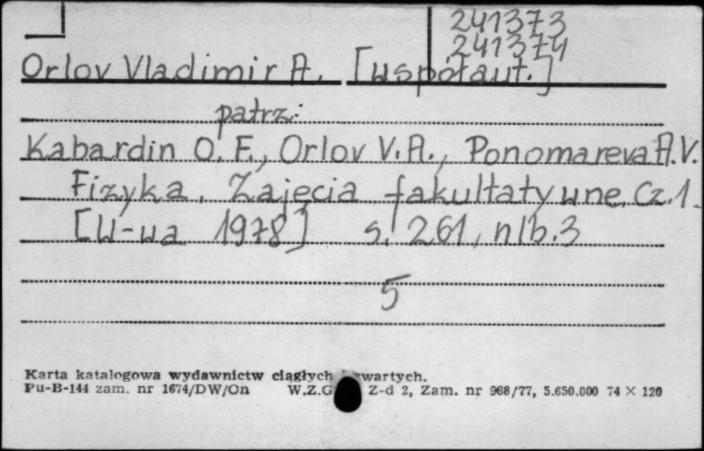 241373
241374
Orlov Vladimir A. [współaut.]
patrz:
Kabardin O. F., Orlov V. A., Ponomareva A. V.
Fizyka. Zajęcia fakultatywne. Cz. 1.
[W-wa 1978] s. 261, nlb. 3
5
Karta katalogowa wydawnictw ciągłych i zwartych.
Pu-B-144 zam. nr 1674/DW/On W.Z.G Z-d 2, Zam. nr 968/77, 5.650.000 74 × 120